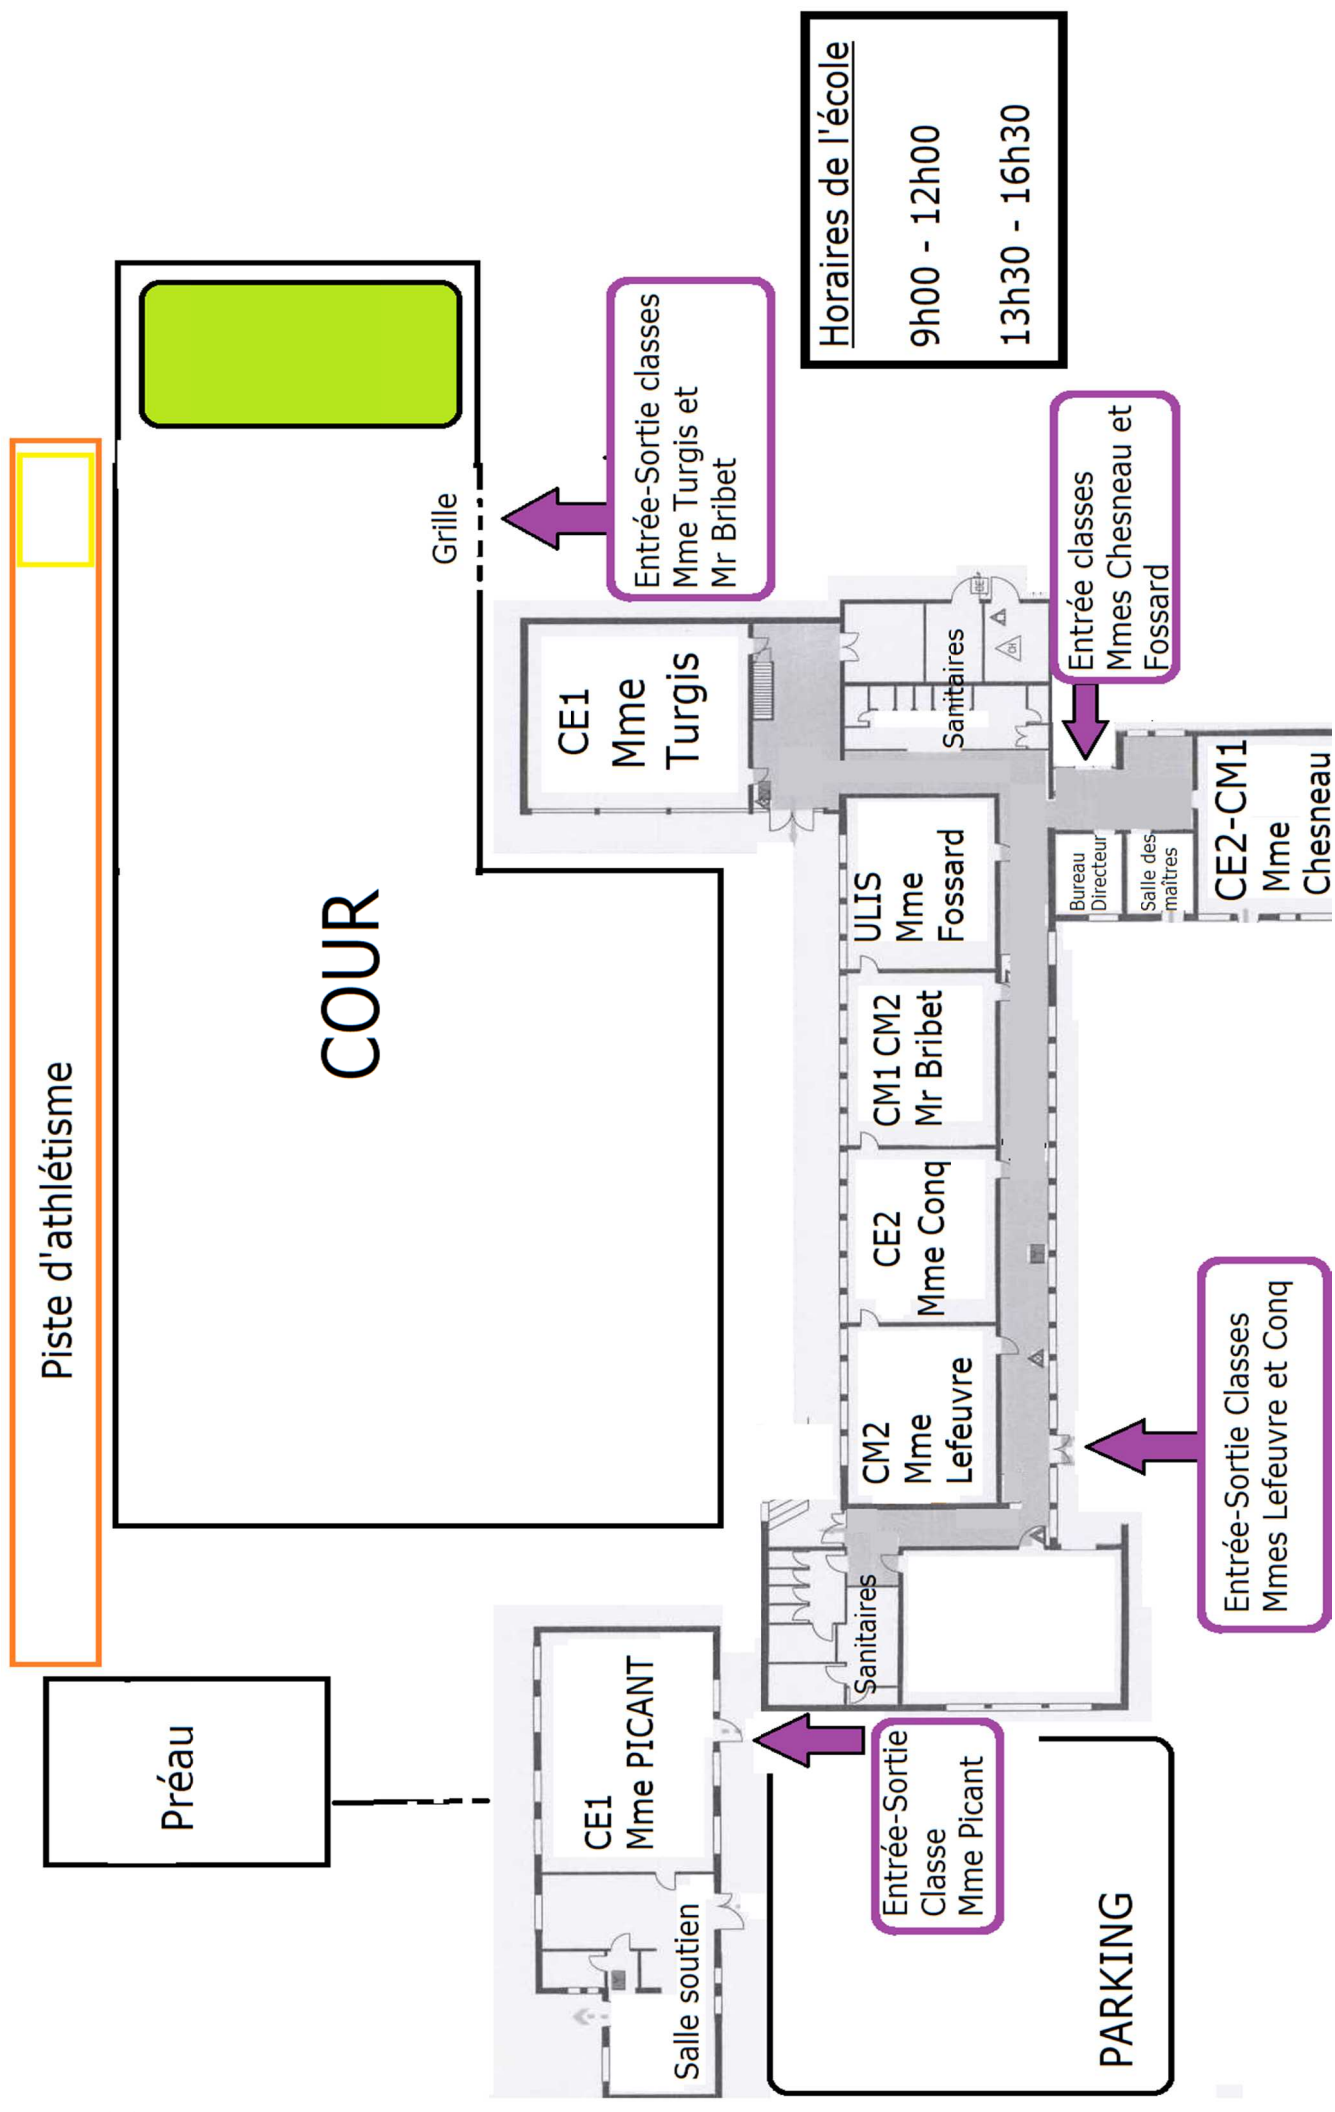 Piste d'athlétisme
Préau
COUR
Grille
Entrée-Sortie classes
Mme Turgis et
Mr Bribet
Horaires de l'école
9h00 - 12h00
13h30 - 16h30
CE1
Mme PICANT
Salle soutien
CE1
Mme
Turgis
Sanitaires
Entrée classes
Mmes Chesneau et
Fossard
Sanitaires
CM2
Mme
Lefeuvre
CE2
Mme Conq
CM1 CM2
Mr Bribet
ULIS
Mme
Fossard
Bureau
Directeur
Salle des
maîtres
CE2-CM1
Mme
Chesneau
Entrée-Sortie
Classe
Mme Picant
PARKING
Entrée-Sortie Classes
Mmes Lefeuvre et Conq